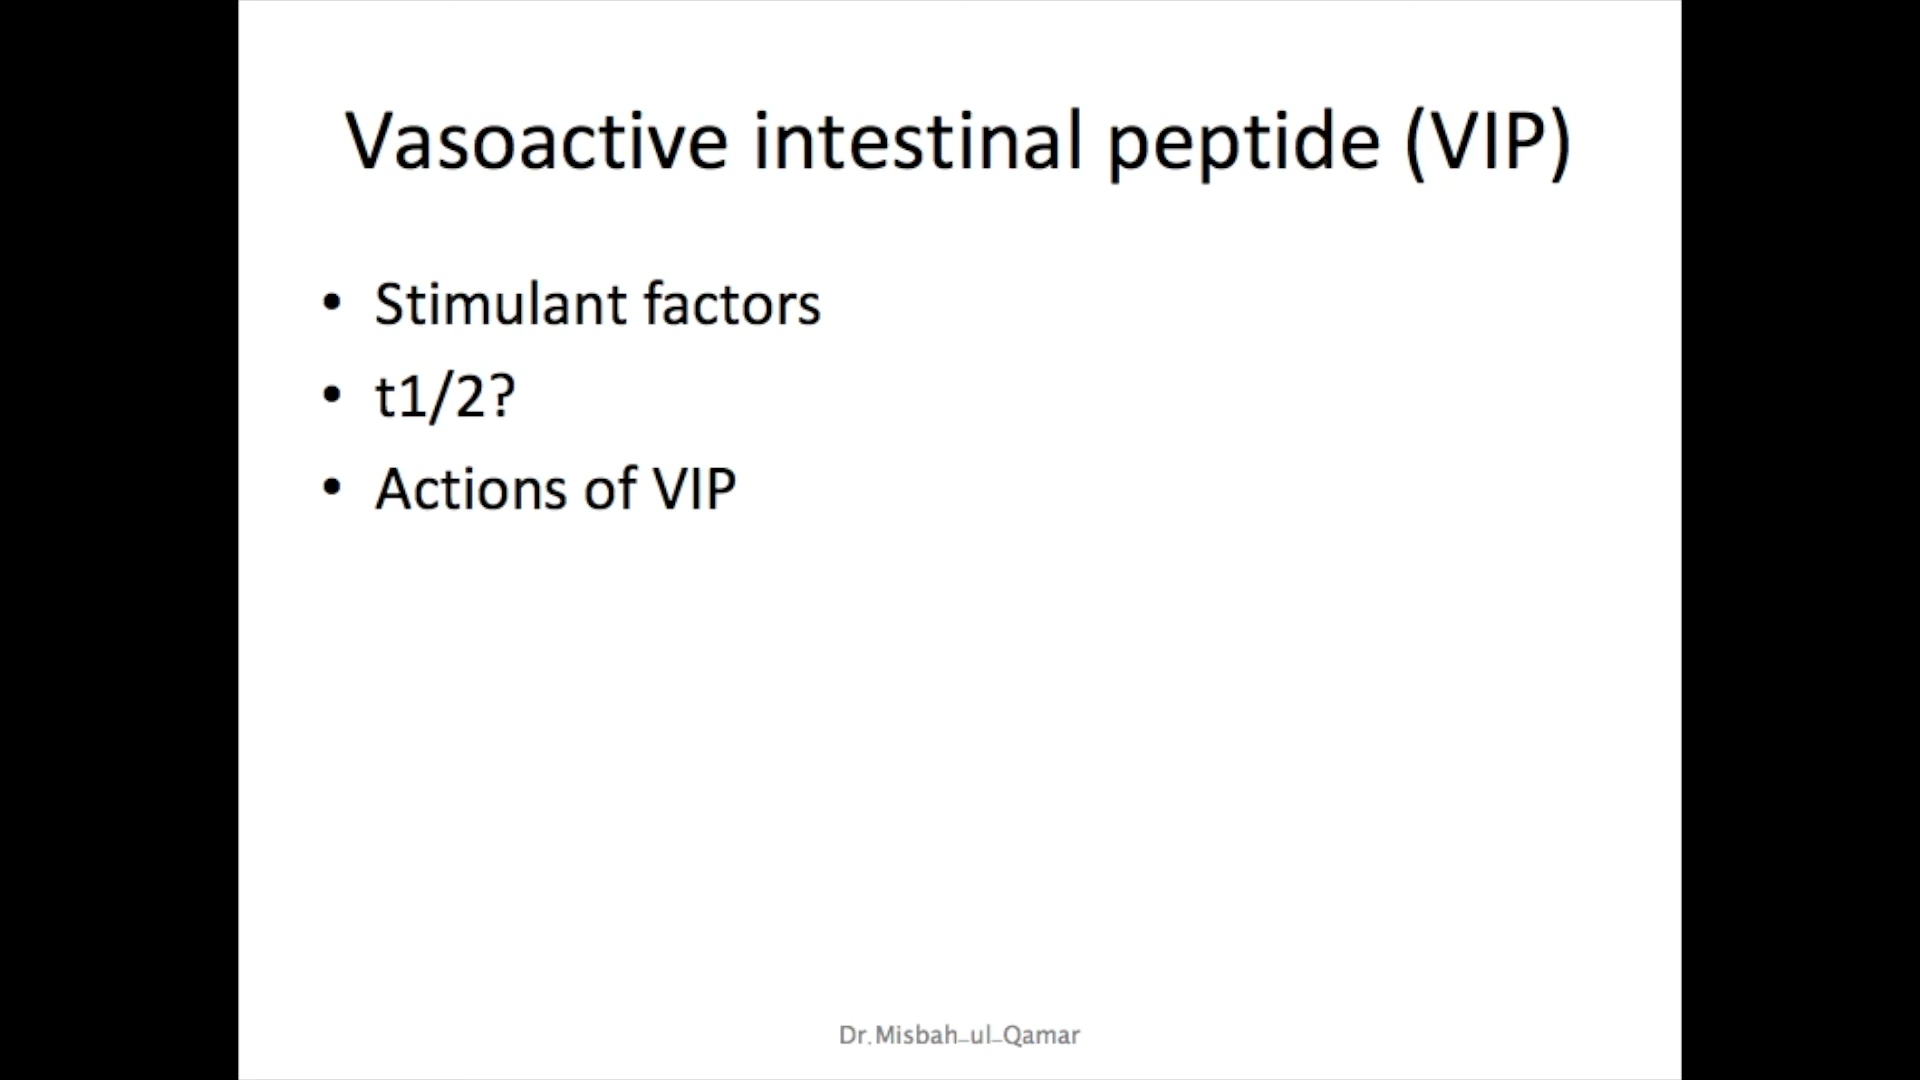 Vasoactive intestinal peptide (VIP)
• Stimulant factors
• t1/2?
• Actions of VIP
Dr.Misbah_ul_Qamar